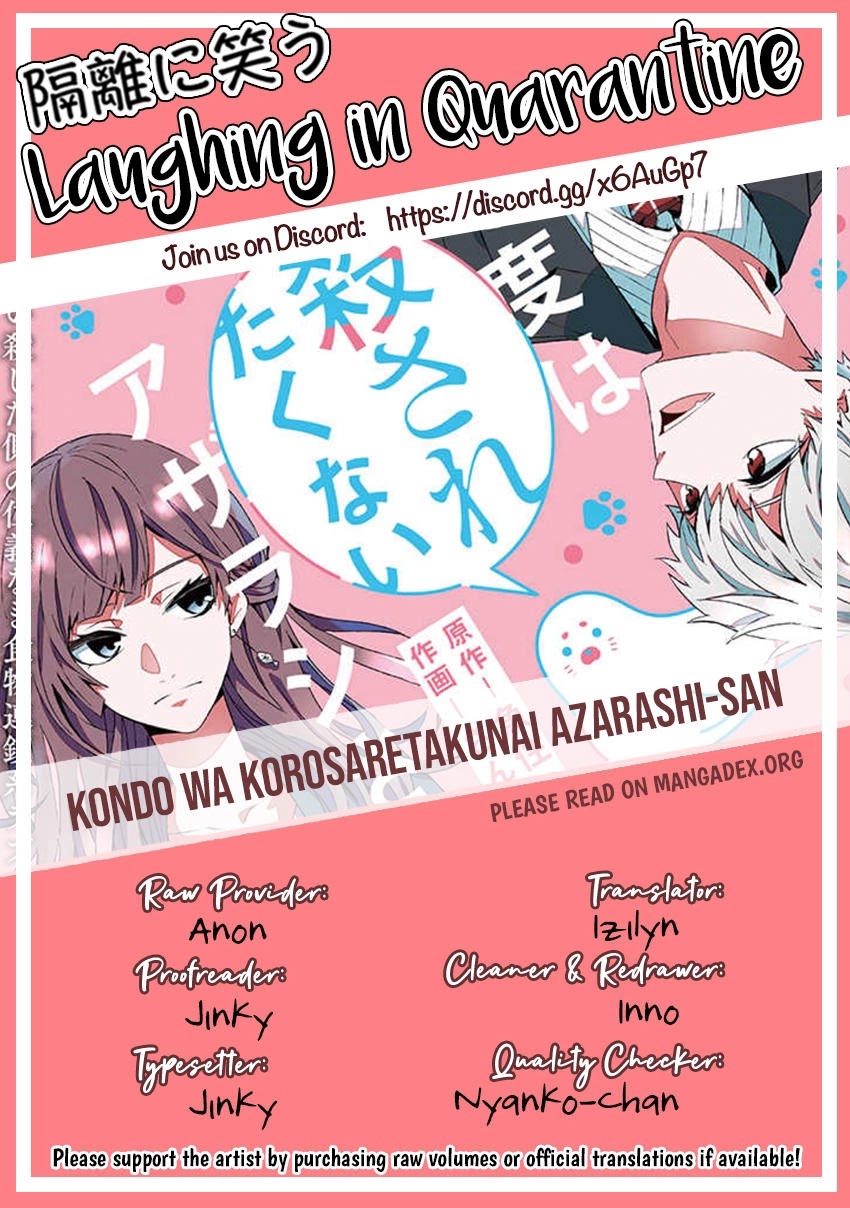 隔離に笑う
Laughing in Quarantine
Join us on Discord: https://discord.gg/x6AuGp7
度は
殺され
たくない
アザラシ
原作
作画
KONDO WA KOROSARETAKUNAI AZARASHI-SAN
PLEASE READ ON MANGADEX.ORG
Raw Provider:
Anon
Translator:
Izilyn
Proofreader:
Jinky
Cleaner & Redrawer:
Inno
Typesetter:
Jinky
Quality Checker:
Nyanko-chan
Please support the artist by purchasing raw volumes or official translations if available!